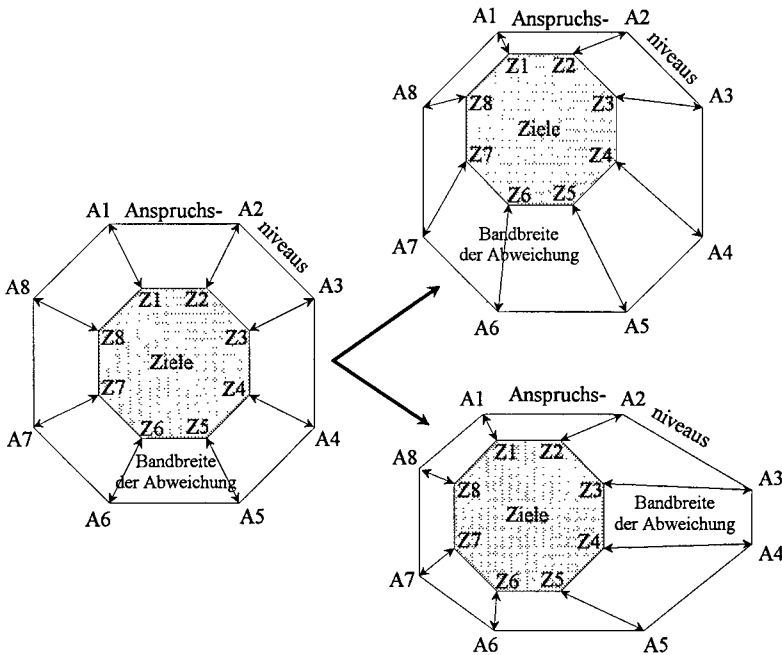 A1 Anspruchs- A2
niveaus
A8 A3
Z1 Z2
Z8 Z3
Ziele
Z7 Z4
Z6 Z5
Bandbreite
der Abweichung
A7 A4
A6 A5
A1 Anspruchs- A2
niveaus
A8 A3
Z1 Z2
Z8 Z3
Ziele
Z7 Z4
Z6 Z5
Bandbreite
der Abweichung
A7 A4
A6 A5
A1 Anspruchs- A2
niveaus
A8 A3
Z1 Z2
Z8 Z3
Ziele
Bandbreite
der Abweichung
Z7 Z4
A7 A4
Z6 Z5
A6 A5